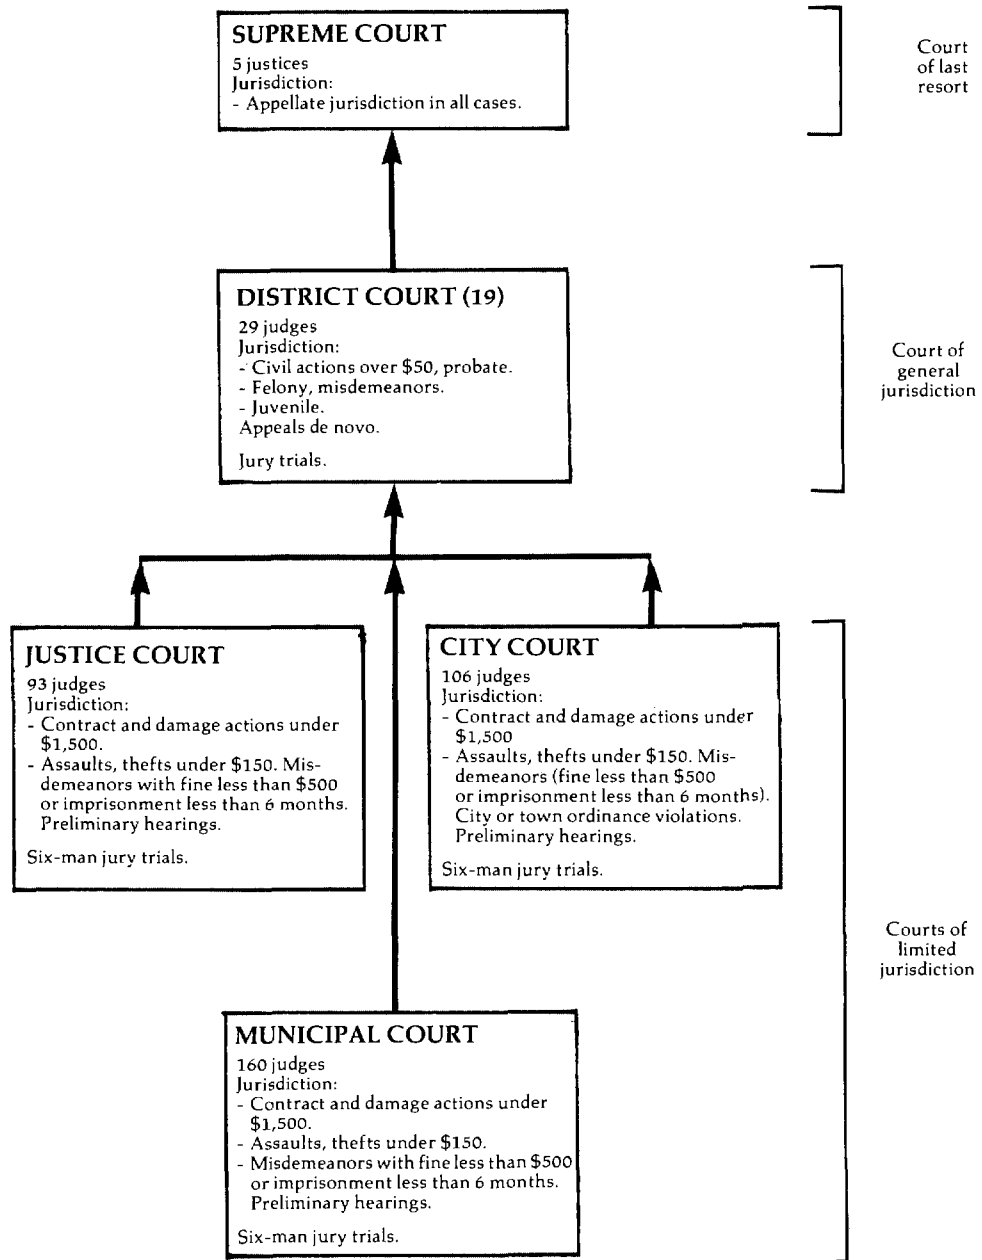 SUPREME COURT
5 justices
Jurisdiction:
- Appellate jurisdiction in all cases.
Court
of last
resort
DISTRICT COURT (19)
29 judges
Jurisdiction:
- Civil actions over $50, probate.
- Felony, misdemeanors.
- Juvenile.
Appeals de novo.
Jury trials.
Court of
general
jurisdiction
JUSTICE COURT
93 judges
Jurisdiction:
- Contract and damage actions under
$1,500.
- Assaults, thefts under $150. Mis-
demeanors with fine less than $500
or imprisonment less than 6 months.
Preliminary hearings.
Six-man jury trials.
CITY COURT
106 judges
Jurisdiction:
- Contract and damage actions under
$1,500
- Assaults, thefts under $150. Mis-
demeanors (fine less than $500
or imprisonment less than 6 months).
City or town ordinance violations.
Preliminary hearings.
Six-man jury trials.
Courts of
limited
jurisdiction
MUNICIPAL COURT
160 judges
Jurisdiction:
- Contract and damage actions under
$1,500.
- Assaults, thefts under $150.
- Misdemeanors with fine less than $500
or imprisonment less than 6 months.
Preliminary hearings.
Six-man jury trials.